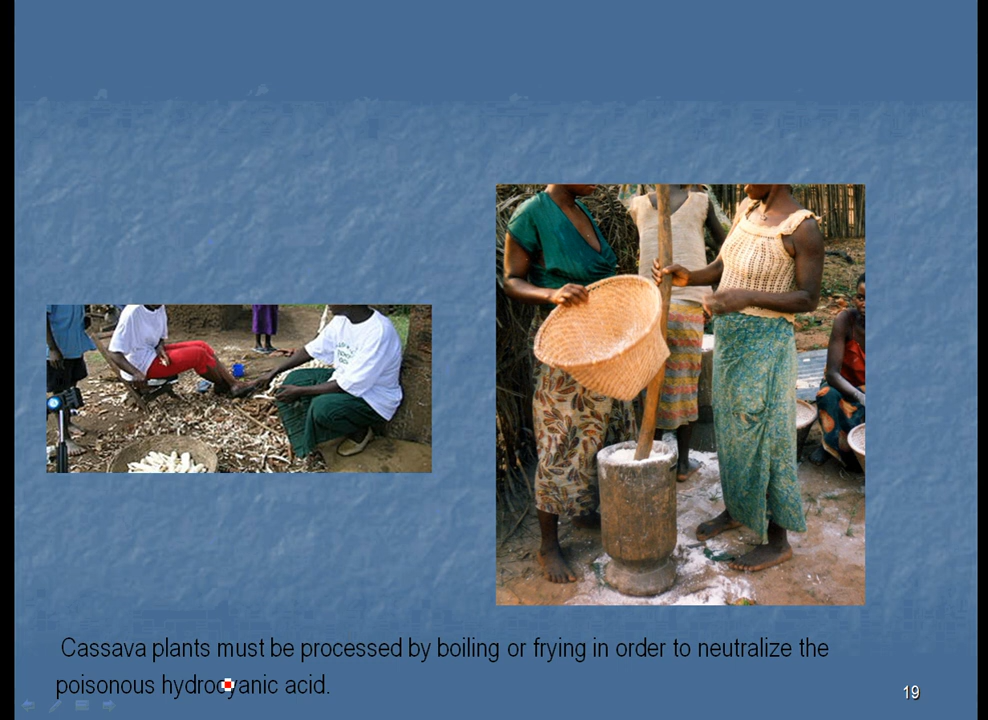 Cassava plants must be processed by boiling or frying in order to neutralize the
poisonous hydrocyanic acid.
19